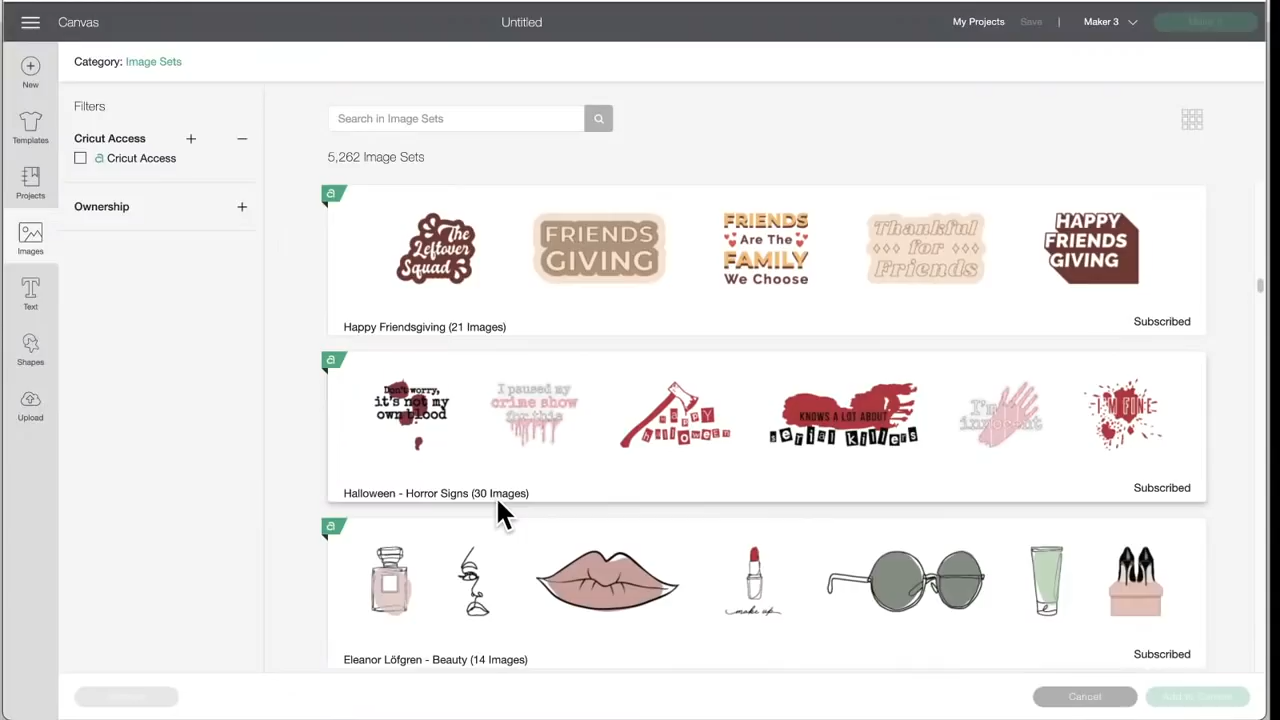 Canvas
Untitled
My Projects
Save
|
Maker 3
New
Templates
Projects
Images
Text
Shapes
Upload
Category: Image Sets
Filters
Cricut Access
a Cricut Access
Ownership
Search in Image Sets
5,262 Image Sets
a
The
Leftover
Squad
FRIENDS
GIVING
FRIENDS
Are The
FAMILY
We Choose
Thankful
for
Friends
HAPPY
FRIENDS
GIVING
Happy Friendsgiving (21 Images)
Subscribed
a
Don't worry,
it's not my
own blood
I paused my
crime show
for this
HAPPY
halloween
KNOWS A LOT ABOUT
serial killers
I'm
innocent
I'M FINE
Halloween - Horror Signs (30 Images)
Subscribed
a
make up
Eleanor Löfgren - Beauty (14 Images)
Subscribed
Cancel
Add to Canvas